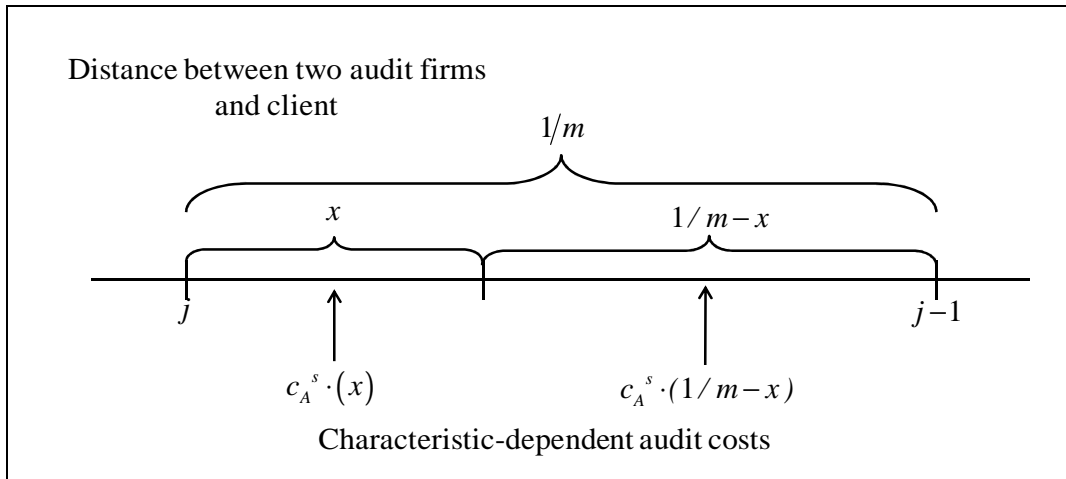 Distance between two audit firms
and client
1/m
x
1/m−x
j
j−1
c_A^s·(x)
c_A^s·(1/m−x)
Characteristic-dependent audit costs